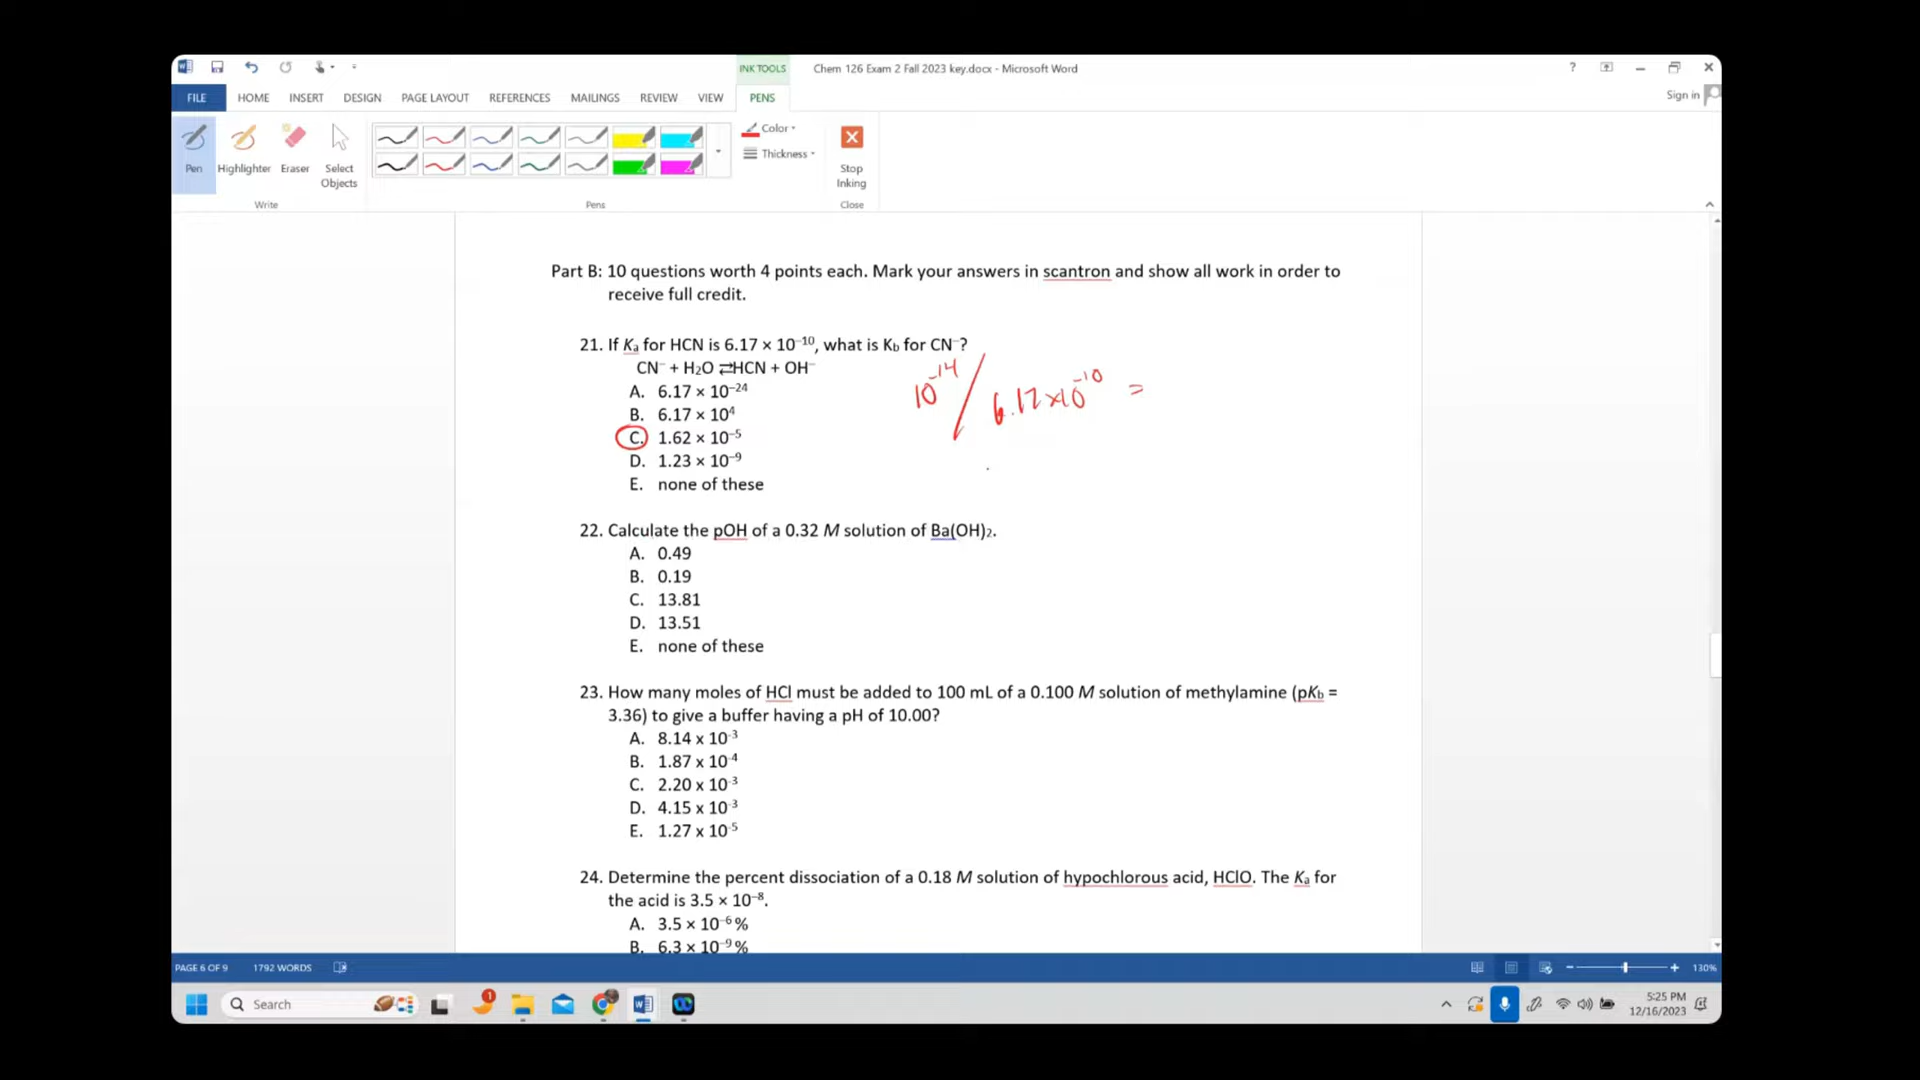 INK TOOLS
Chem 126 Exam 2 Fall 2023 key.docx - Microsoft Word
?
FILE HOME INSERT DESIGN PAGE LAYOUT REFERENCES MAILINGS REVIEW VIEW PENS
Sign in
Pen Highlighter Eraser Select Objects
Color
Thickness
Stop Inking
Write Pens Close
Part B: 10 questions worth 4 points each. Mark your answers in scantron and show all work in order to
receive full credit.
21. If Ka for HCN is 6.17 × 10⁻¹⁰, what is Kb for CN⁻?
CN⁻ + H₂O ⇄HCN + OH⁻
A. 6.17 × 10⁻²⁴
B. 6.17 × 10⁴
C. 1.62 × 10⁻⁵
D. 1.23 × 10⁻⁹
E. none of these
10⁻¹⁴ / 6.17×10⁻¹⁰ =
22. Calculate the pOH of a 0.32 M solution of Ba(OH)₂.
A. 0.49
B. 0.19
C. 13.81
D. 13.51
E. none of these
23. How many moles of HCl must be added to 100 mL of a 0.100 M solution of methylamine (pKb =
3.36) to give a buffer having a pH of 10.00?
A. 8.14 x 10⁻³
B. 1.87 x 10⁻⁴
C. 2.20 x 10⁻³
D. 4.15 x 10⁻³
E. 1.27 x 10⁻⁵
24. Determine the percent dissociation of a 0.18 M solution of hypochlorous acid, HClO. The Ka for
the acid is 3.5 × 10⁻⁸.
A. 3.5 × 10⁻⁶%
B. 6.3 × 10⁻⁹%
PAGE 6 OF 9 1792 WORDS
130%
Search
1
5:25 PM
12/16/2023